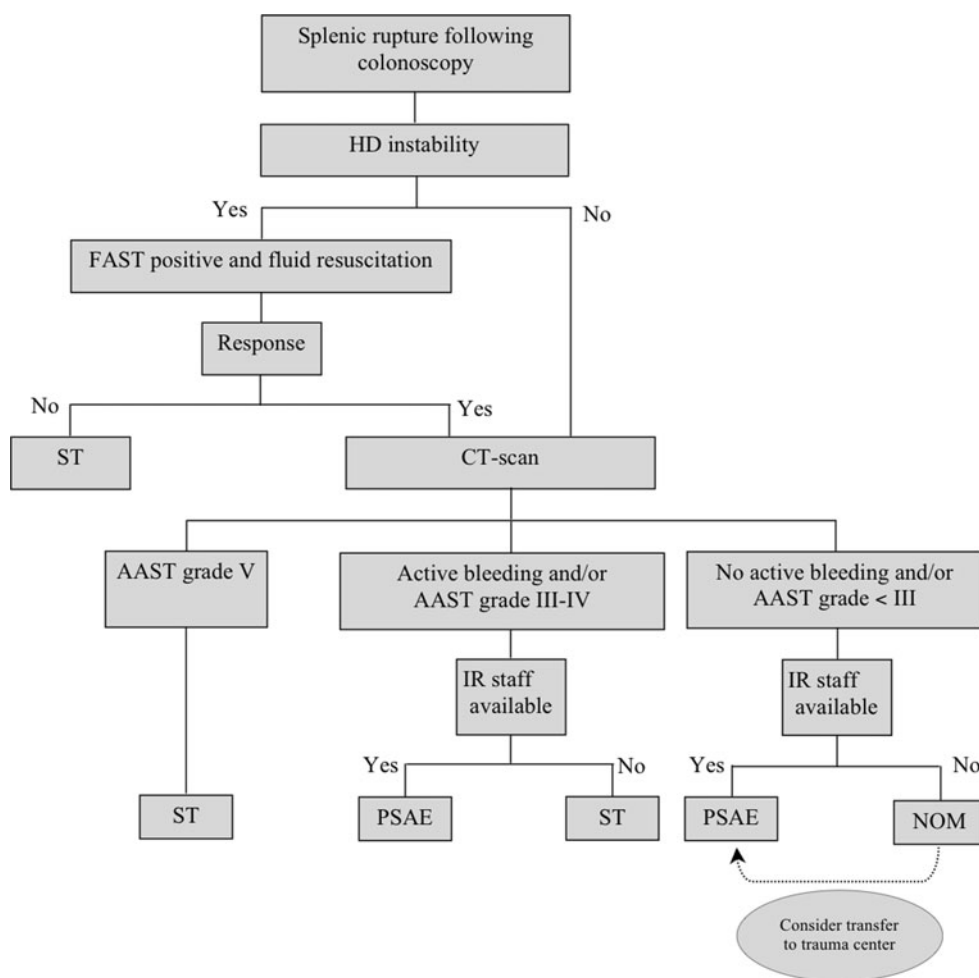 Splenic rupture following
colonoscopy
HD instability
Yes
No
FAST positive and fluid resuscitation
Response
No
Yes
ST
CT-scan
AAST grade V
Active bleeding and/or
AAST grade III-IV
No active bleeding and/or
AAST grade < III
IR staff
available
IR staff
available
Yes
No
Yes
No
ST
PSAE
ST
PSAE
NOM
Consider transfer
to trauma center